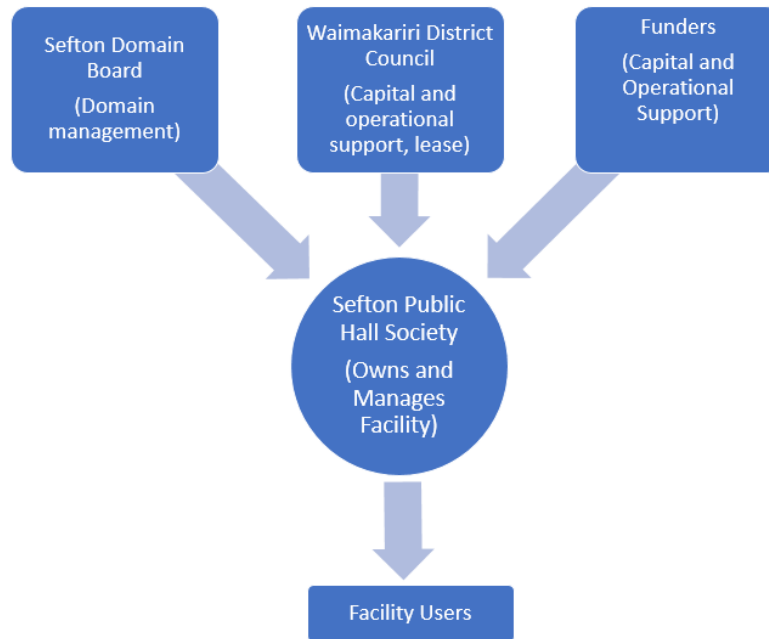 Sefton Domain
Board
(Domain
management)
Waimakariri District
Council
(Capital and
operational
support, lease)
Funders
(Capital and
Operational
Support)
Sefton Public
Hall Society
(Owns and
Manages
Facility)
Facility Users